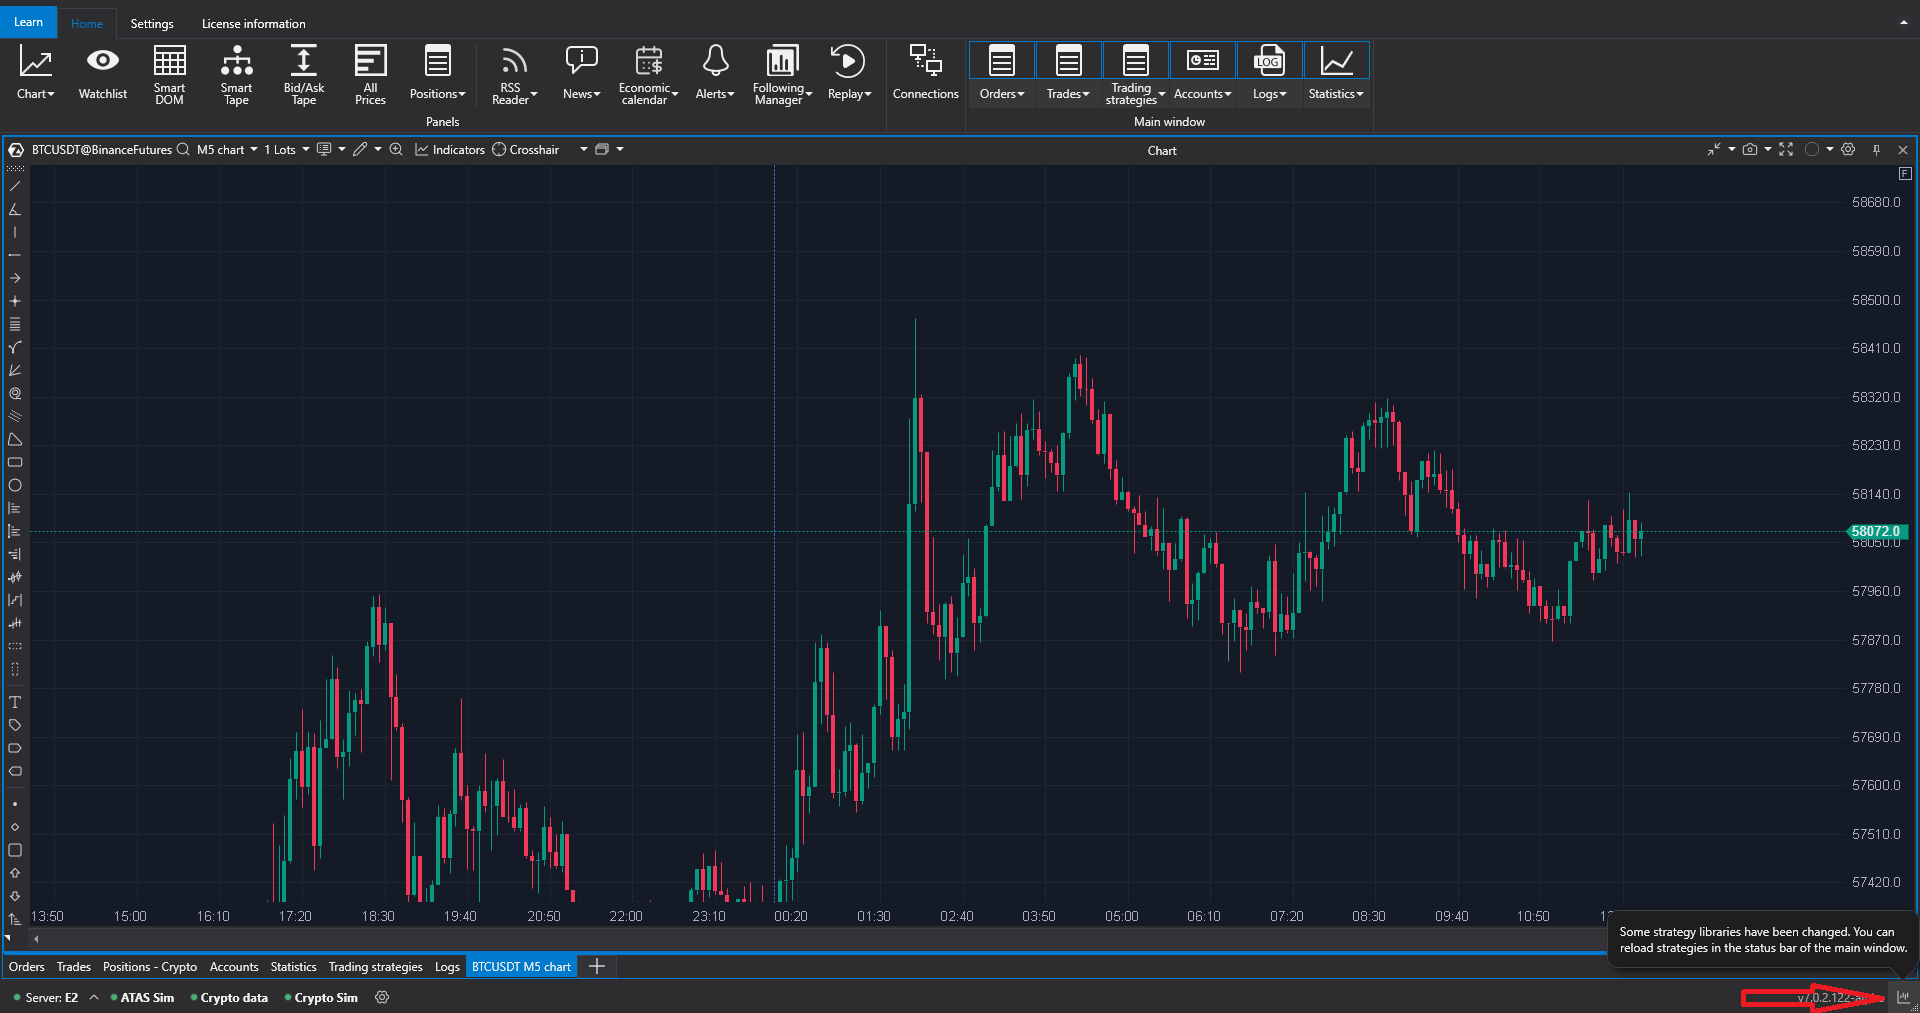 Learn Home Settings License information
Chart Watchlist Smart DOM Smart Tape Bid/Ask Tape All Prices Positions RSS Reader News Economic calendar Alerts Following Manager Replay Connections Orders Trades Trading strategies Accounts LOG Logs Statistics
Panels Main window
BTCUSDT@BinanceFutures M5 chart 1 Lots Indicators Crosshair Chart
F
58680.0
58590.0
58500.0
58410.0
58320.0
58230.0
58140.0
58072.0
58050.0
57960.0
57870.0
57780.0
57690.0
57600.0
57510.0
57420.0
13:50 15:00 16:10 17:20 18:30 19:40 20:50 22:00 23:10 00:20 01:30 02:40 03:50 05:00 06:10 07:20 08:30 09:40 10:50
Some strategy libraries have been changed. You can
reload strategies in the status bar of the main window.
Orders Trades Positions - Crypto Accounts Statistics Trading strategies Logs BTCUSDT M5 chart
Server: E2 ATAS Sim Crypto data Crypto Sim v7.0.2.122